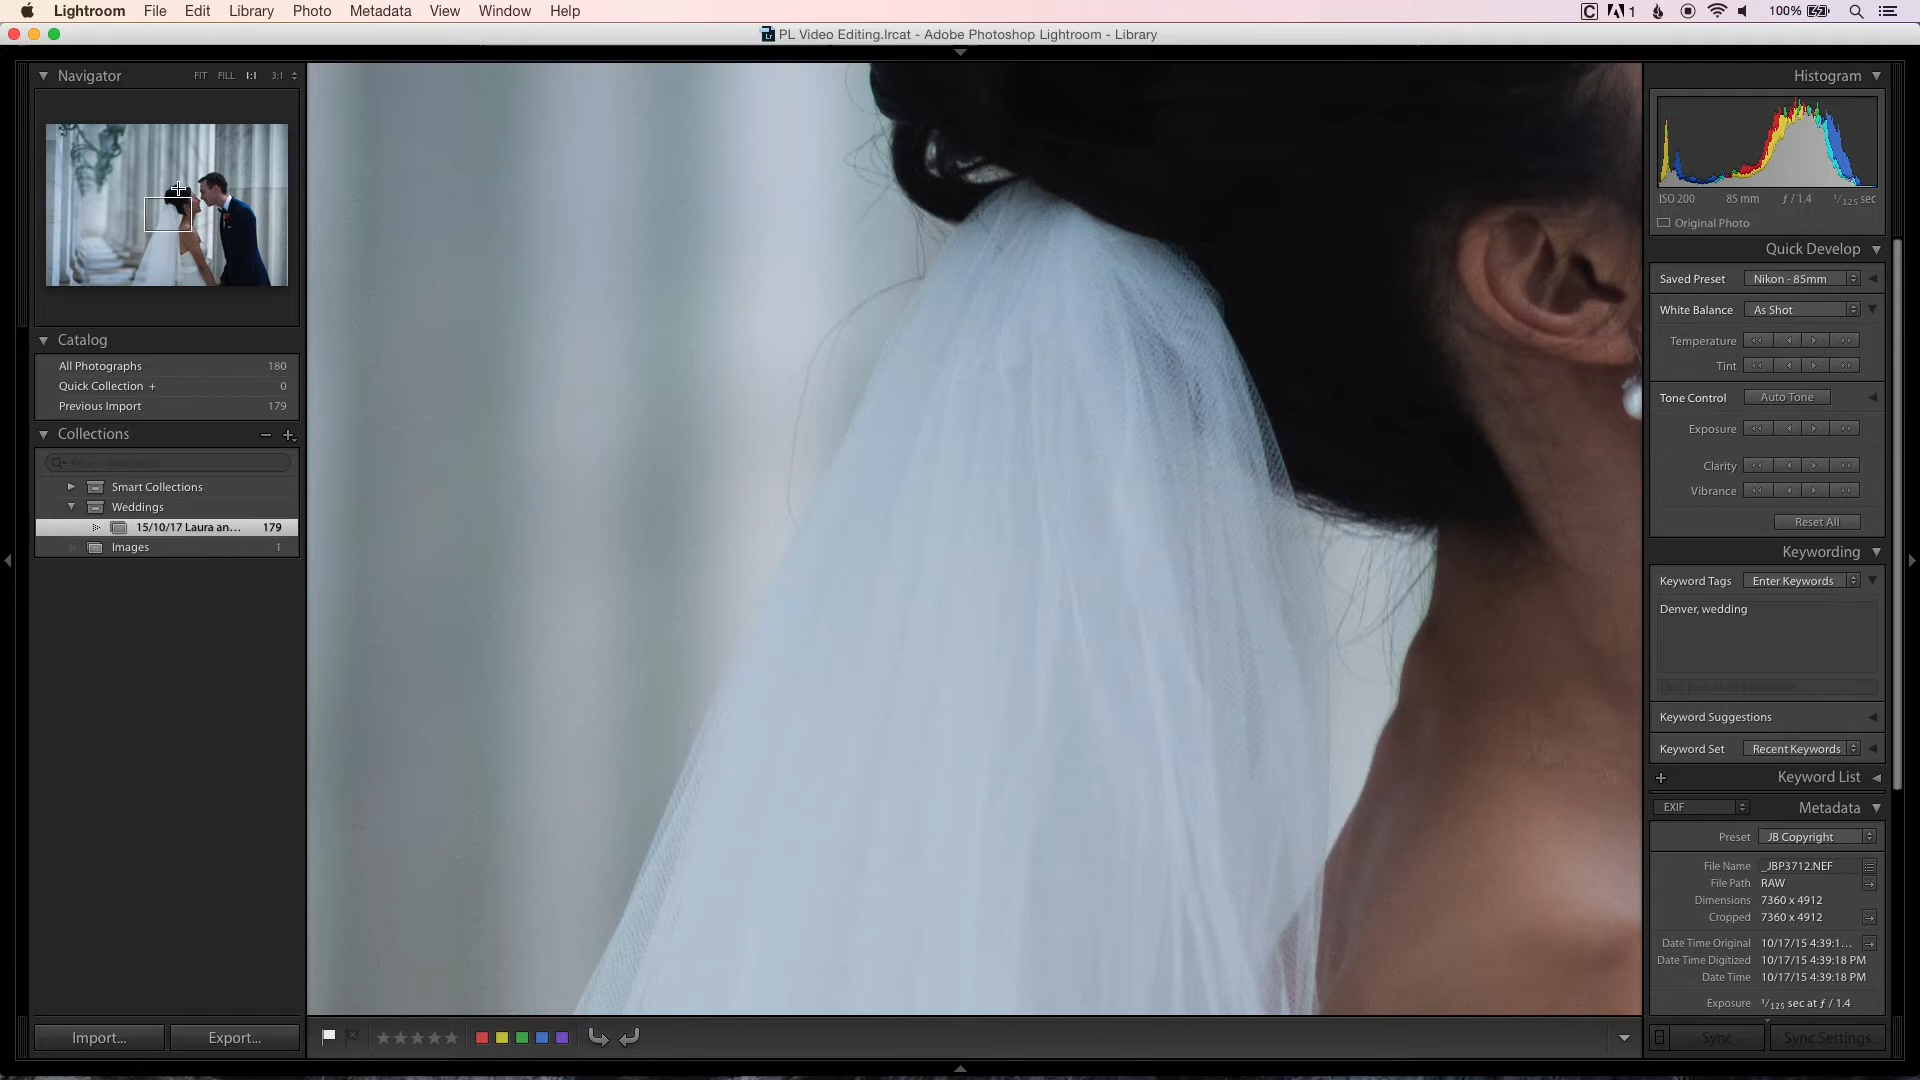 Lightroom File Edit Library Photo Metadata View Window Help 1 100%
PL Video Editing.lrcat - Adobe Photoshop Lightroom - Library
Navigator FIT FILL 1:1 3:1
Catalog
All Photographs 180
Quick Collection + 0
Previous Import 179
Collections
Smart Collections
Weddings
15/10/17 Laura an... 179
Images 1
Import... Export...
Histogram
ISO 200 85 mm ƒ / 1.4 1/125 sec
Original Photo
Quick Develop
Saved Preset Nikon - 85mm
White Balance As Shot
Temperature
Tint
Tone Control Auto Tone
Exposure
Clarity
Vibrance
Reset All
Keywording
Keyword Tags Enter Keywords
Denver, wedding
Keyword Suggestions
Keyword Set Recent Keywords
Keyword List
EXIF Metadata
Preset JB Copyright
File Name _JBP3712.NEF
File Path RAW
Dimensions 7360 x 4912
Cropped 7360 x 4912
Date Time Original 10/17/15 4:39:1...
Date Time Digitized 10/17/15 4:39:18 PM
Date Time 10/17/15 4:39:18 PM
Exposure 1/125 sec at ƒ / 1.4
Sync Sync Settings